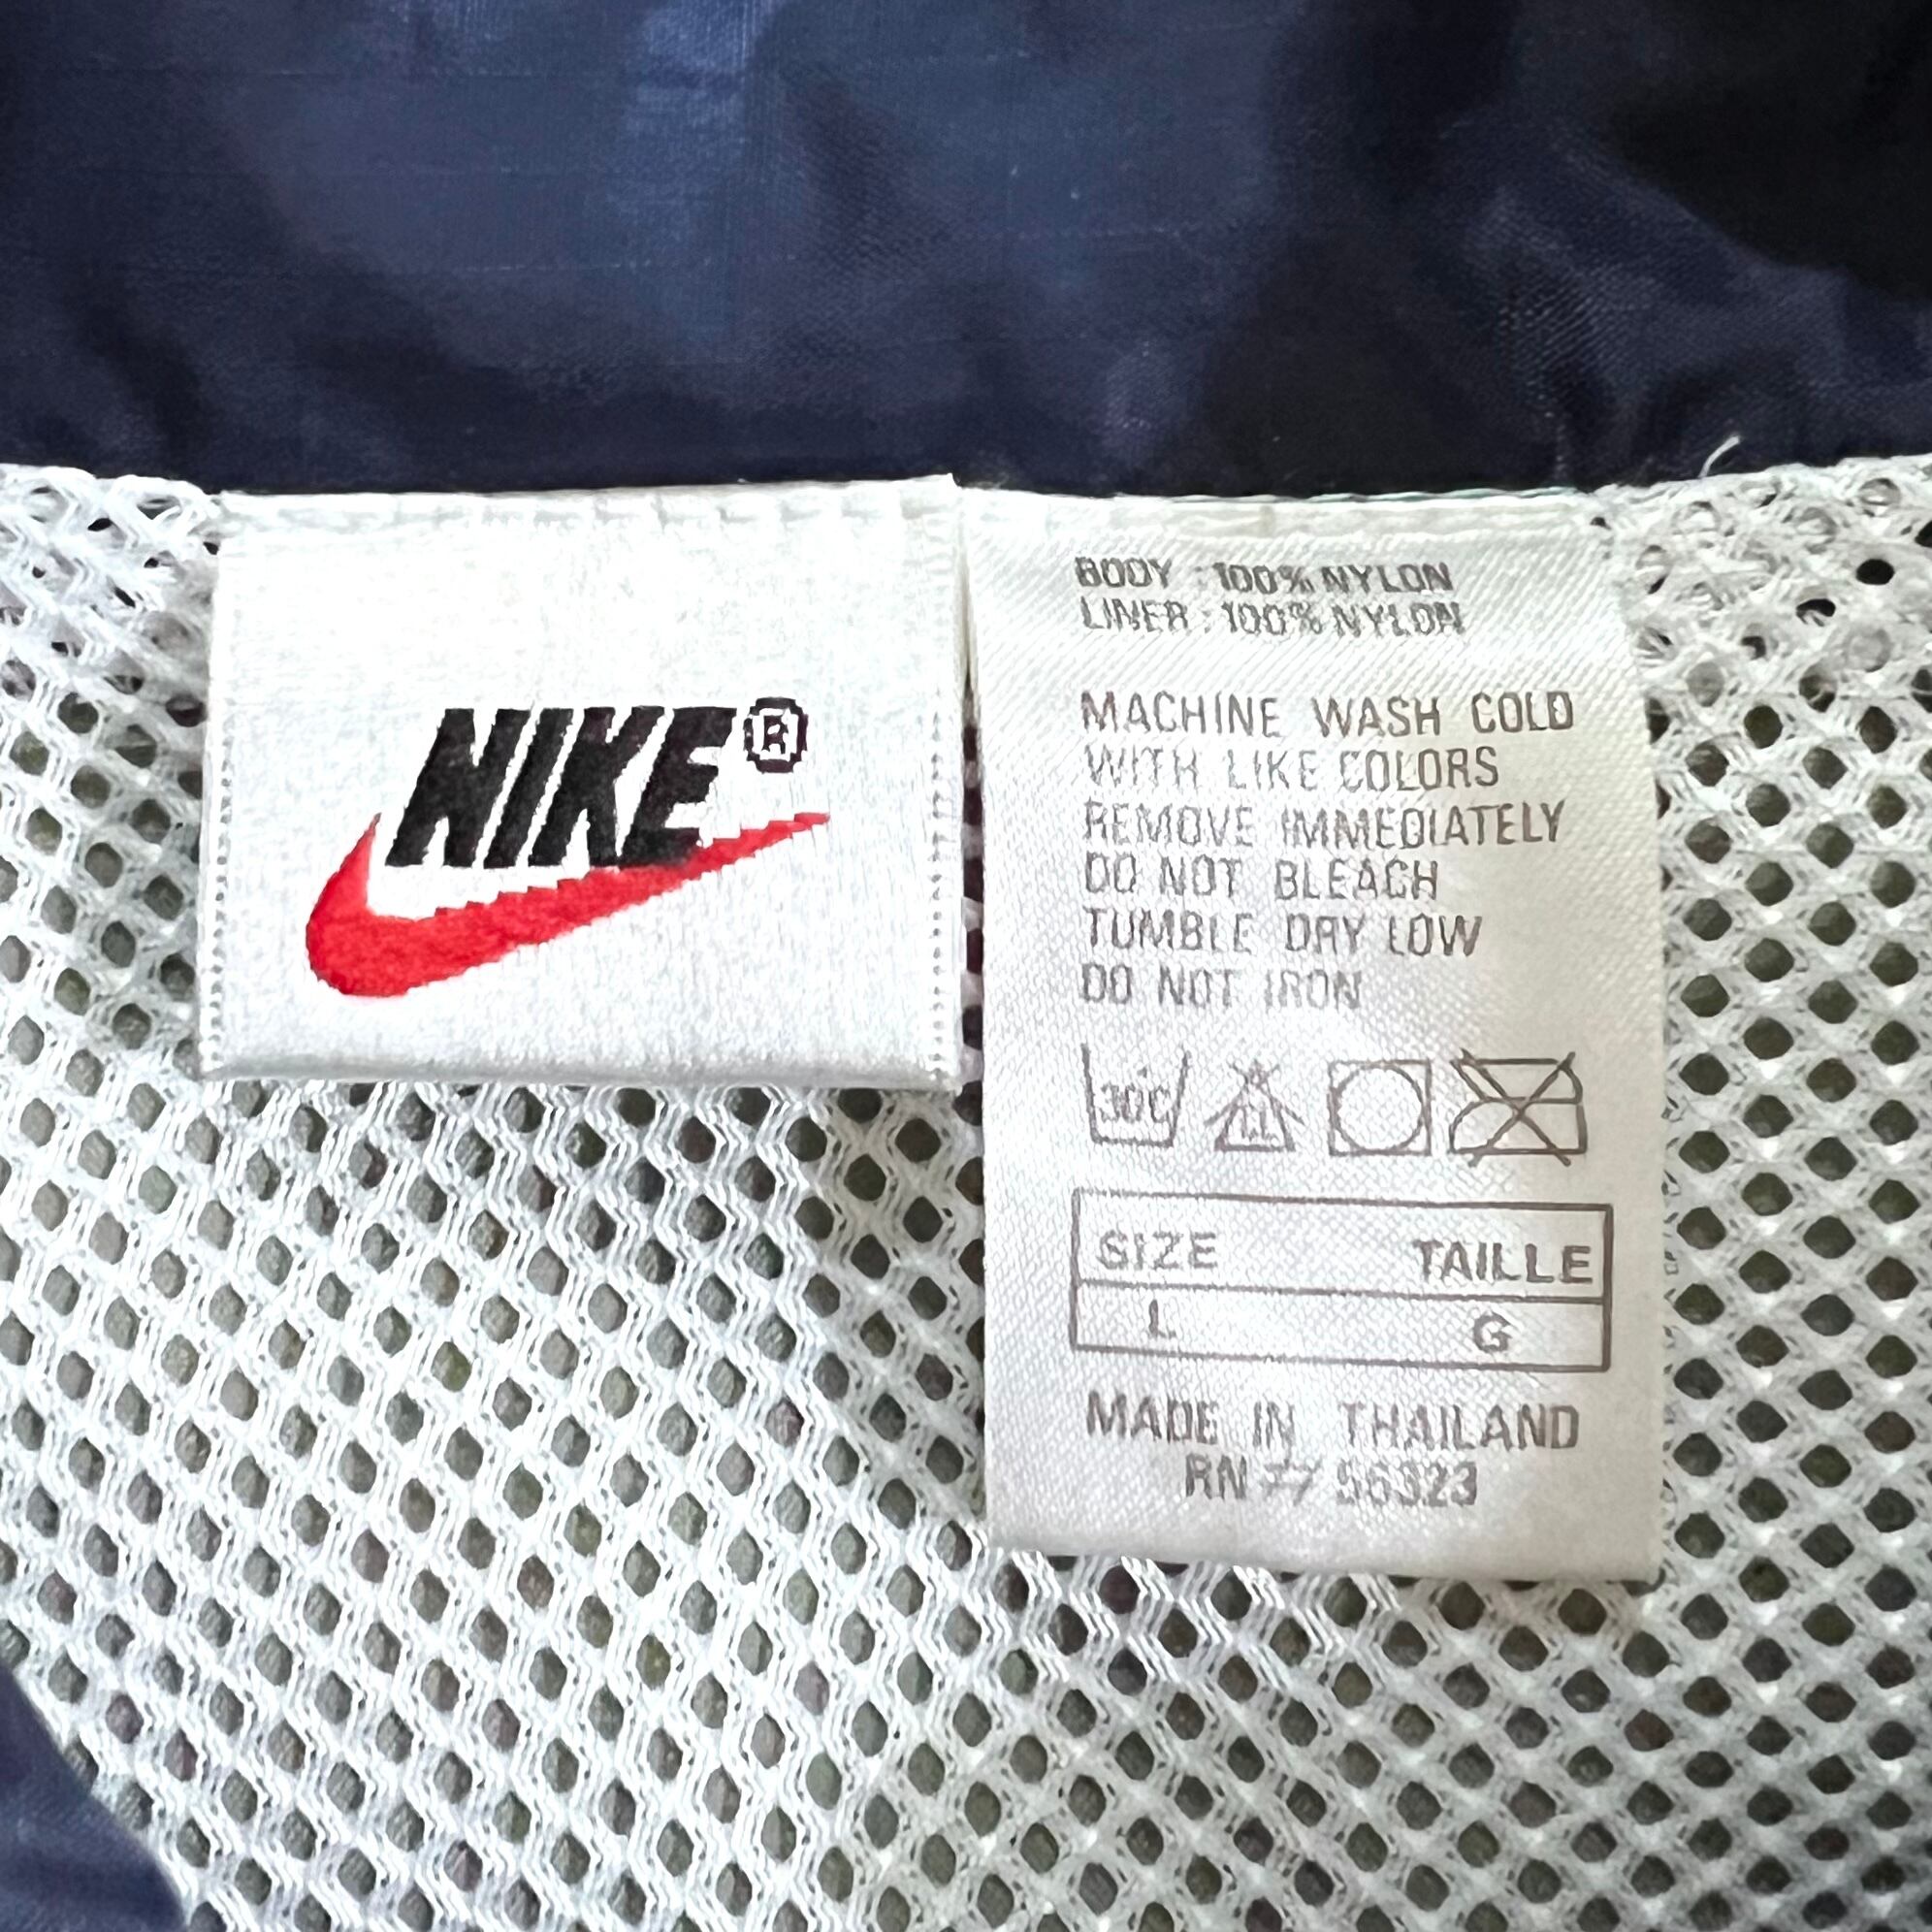 NIKE®
BODY : 100% NYLON
LINER : 100% NYLON
MACHINE WASH COLD
WITH LIKE COLORS
REMOVE IMMEDIATELY
DO NOT BLEACH
TUMBLE DRY LOW
DO NOT IRON
30°C CL
SIZE TAILLE
L G
MADE IN THAILAND
RN # 56323